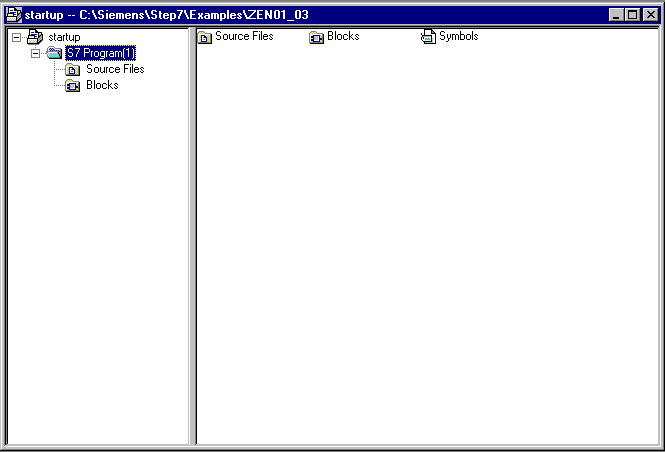 startup -- C:\Siemens\Step7\Examples\ZEN01_03
startup
S7 Program(1)
Source Files
Blocks
Source Files Blocks Symbols